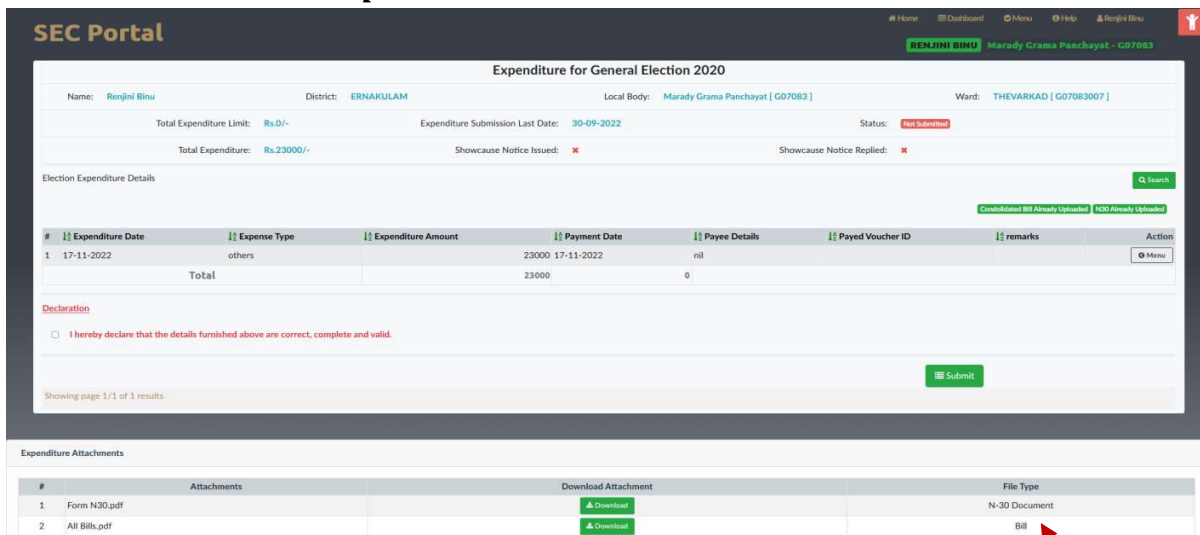 Home Dashboard Menu Help Renjini Binu
SEC Portal
RENJINI BINU Marady Grama Panchayat - G07083
Expenditure for General Election 2020
Name: Renjini Binu District: ERNAKULAM Local Body: Marady Grama Panchayat [ G07083 ] Ward: THEVARKAD [ G07083007 ]
Total Expenditure Limit: Rs.0/- Expenditure Submission Last Date: 30-09-2022 Status: Not Submitted
Total Expenditure: Rs.23000/- Showcause Notice Issued: Showcause Notice Replied:
Election Expenditure Details Search
Condolidated Bill Already Uploaded N30 Already Uploaded
# Expenditure Date Expense Type Expenditure Amount Payment Date Payee Details Payed Voucher ID remarks Action
1 17-11-2022 others 23000 17-11-2022 nil Menu
Total 23000 0
Declaration
I hereby declare that the details furnished above are correct, complete and valid.
Submit
Showing page 1/1 of 1 results
Expenditure Attachments
# Attachments Download Attachment File Type
1 Form N30.pdf Download N-30 Document
2 All Bills.pdf Download Bill